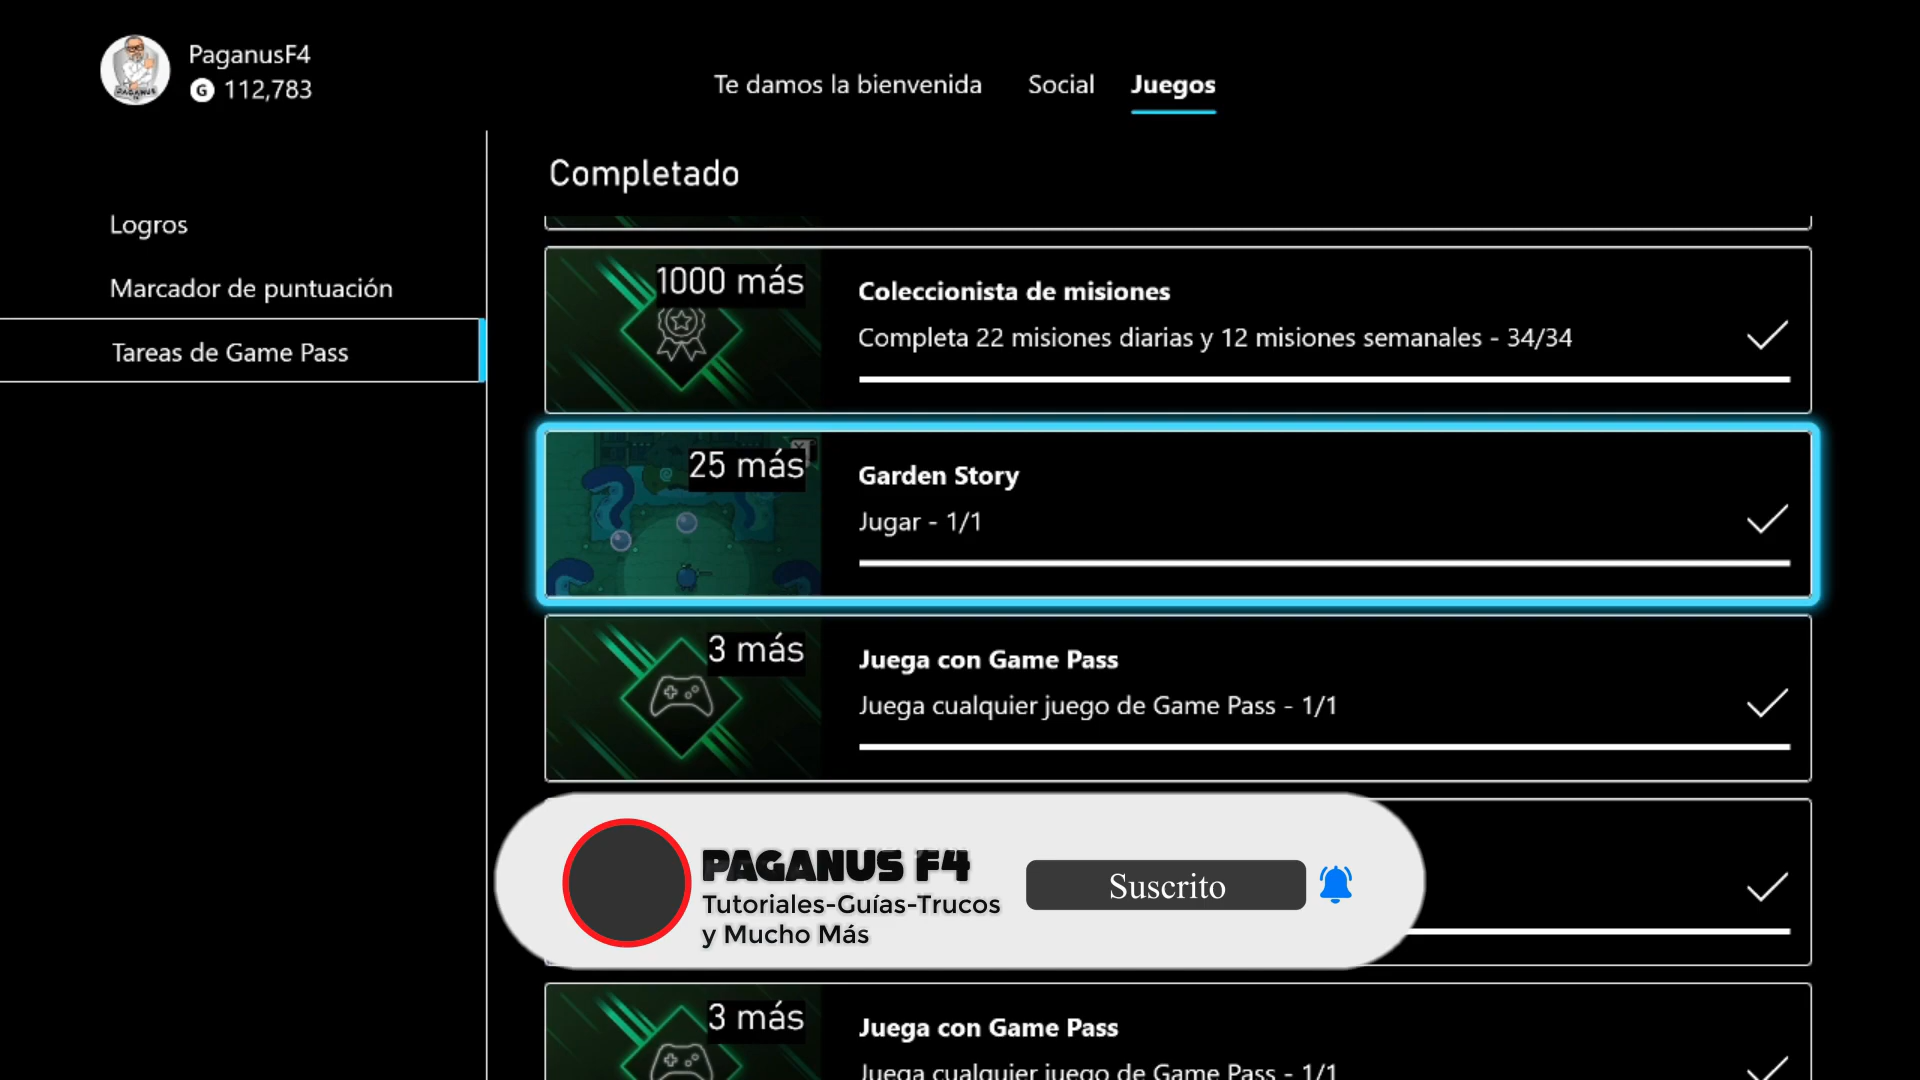 PaganusF4
G 112,783
Te damos la bienvenida
Social
Juegos
Logros
Marcador de puntuación
Tareas de Game Pass
Completado
1000 más
Coleccionista de misiones
Completa 22 misiones diarias y 12 misiones semanales - 34/34
25 más
Garden Story
Jugar - 1/1
3 más
Juega con Game Pass
Juega cualquier juego de Game Pass - 1/1
PAGANUS F4
Tutoriales-Guías-Trucos
y Mucho Más
Suscrito
3 más
Juega con Game Pass
Juega cualquier juego de Game Pass - 1/1